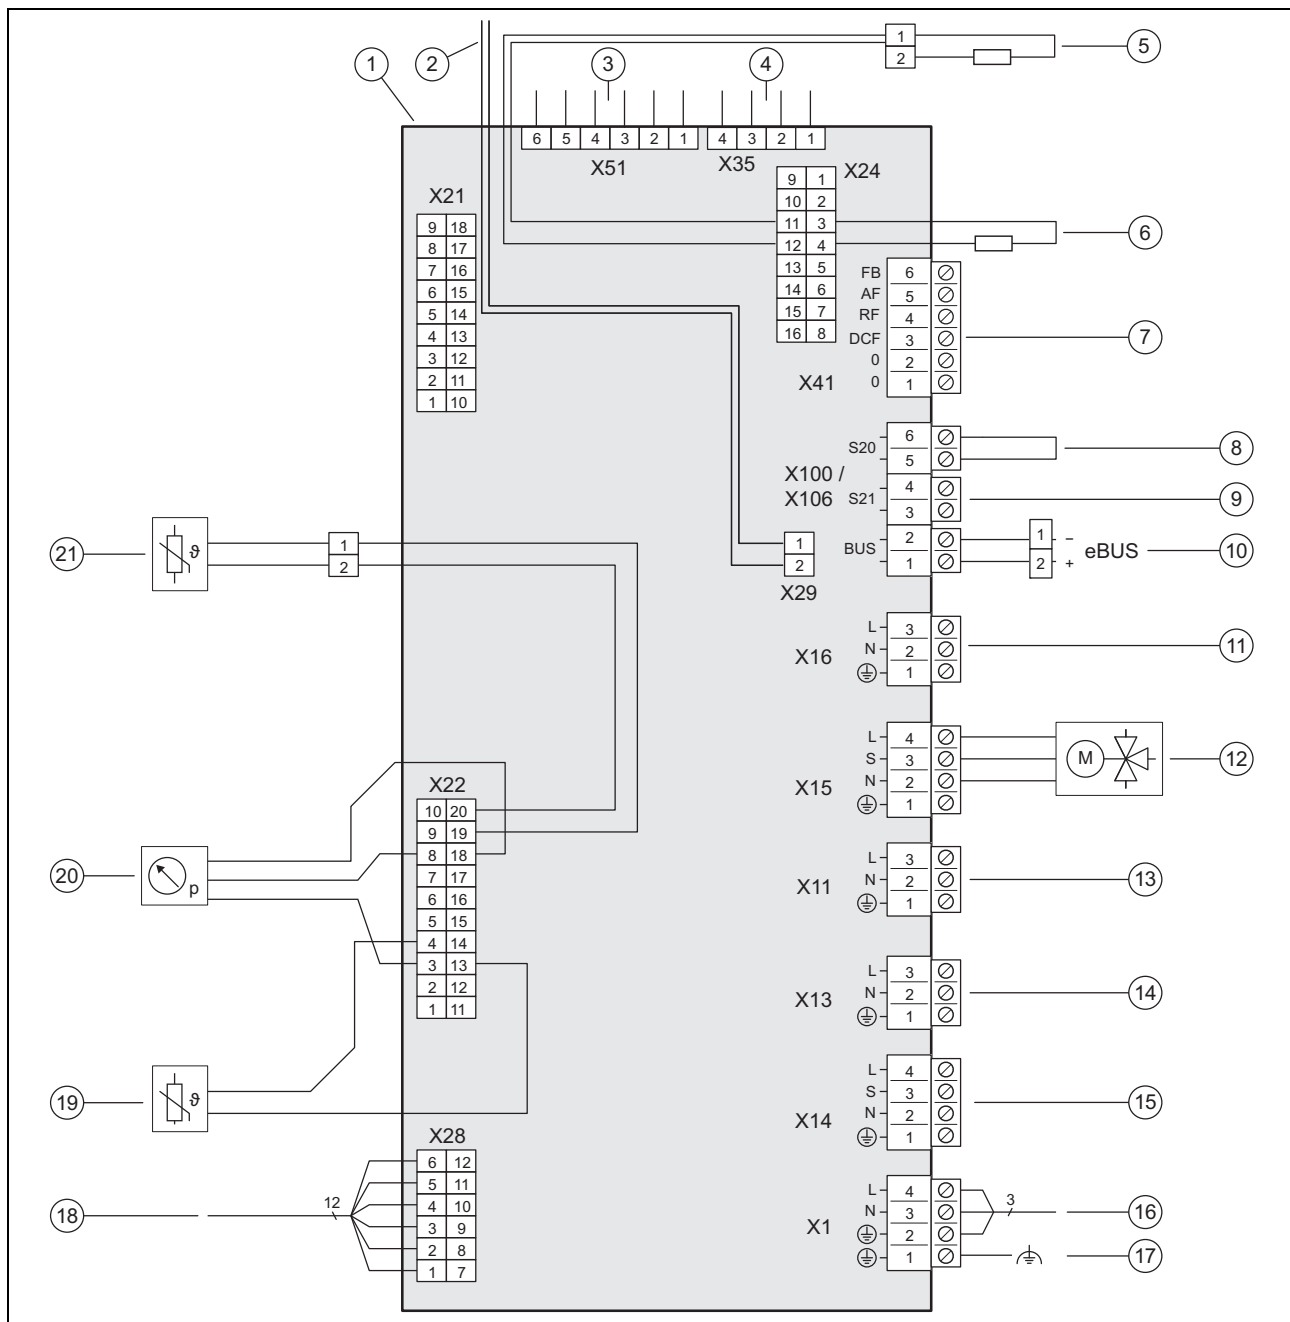 1
2
3
4
1
2
5
6 5 4 3 2 1
4 3 2 1
X51
X35
X24
9 1
10 2
11 3
12 4
13 5
14 6
15 7
16 8
6
X21
9 18
8 17
7 16
6 15
5 14
4 13
3 12
2 11
1 10
FB 6
AF 5
RF 4
DCF 3
0 2
0 1
7
X41
S20
6
5
8
X100 /
X106
S21
4
3
9
BUS
2
1
1 –
2 +
eBUS
10
1
2
X29
21
ϑ
1
2
X16
L 3
N 2
1
11
X15
L 4
S 3
N 2
1
M
12
X22
10 20
9 19
8 18
7 17
6 16
5 15
4 14
3 13
2 12
1 11
20
p
X11
L 3
N 2
1
13
X13
L 3
N 2
1
14
19
ϑ
X14
L 4
S 3
N 2
1
15
X28
6 12
5 11
4 10
3 9
2 8
1 7
18
12
X1
L 4
N 3
2
1
3
16
17